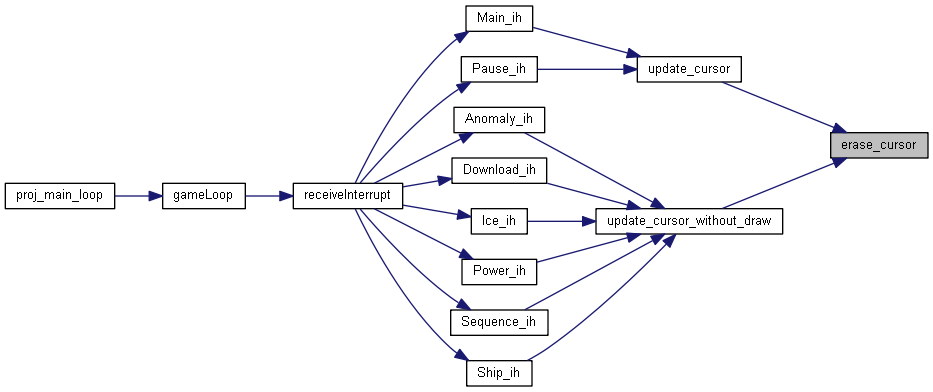 Main_ih
Pause_ih
update_cursor
Anomaly_ih
erase_cursor
Download_ih
proj_main_loop
gameLoop
receiveInterrupt
Ice_ih
update_cursor_without_draw
Power_ih
Sequence_ih
Ship_ih